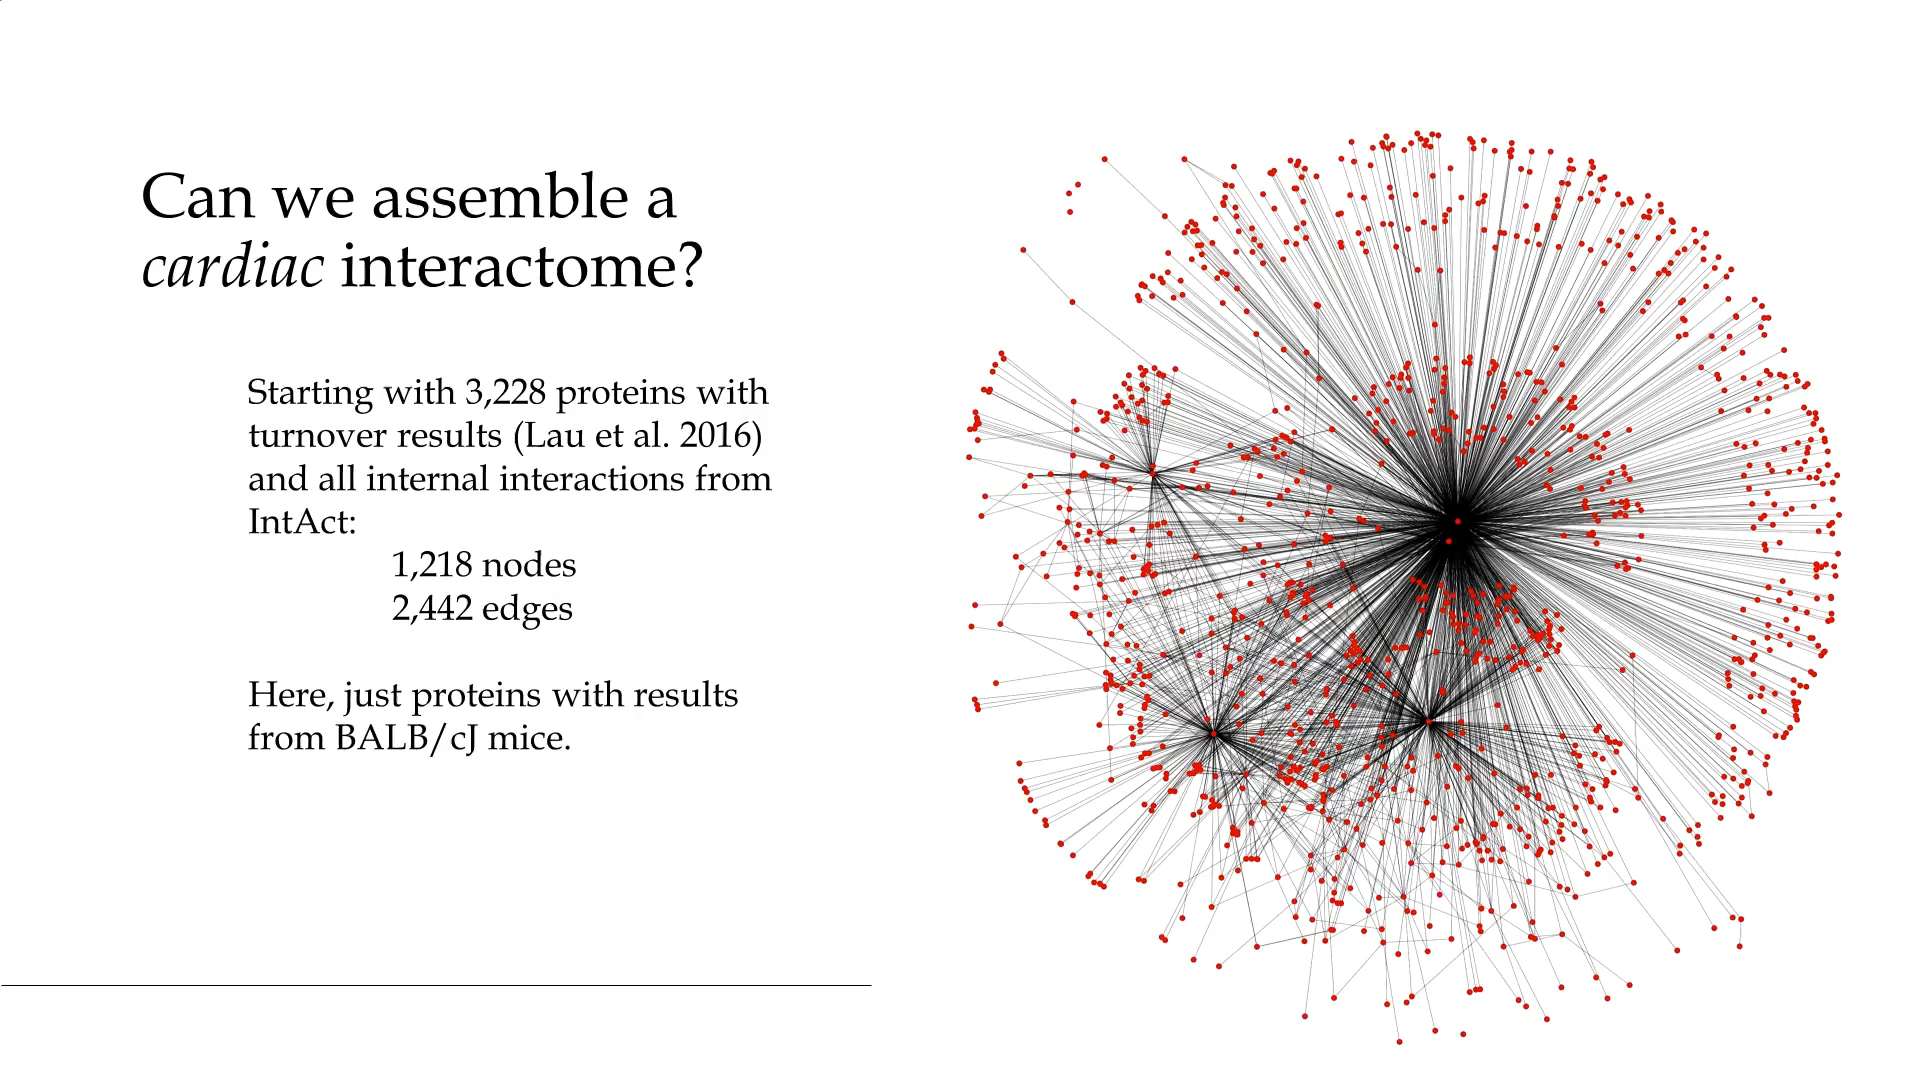 Can we assemble a
cardiac interactome?
Starting with 3,228 proteins with
turnover results (Lau et al. 2016)
and all internal interactions from
IntAct:
1,218 nodes
2,442 edges
Here, just proteins with results
from BALB/cJ mice.